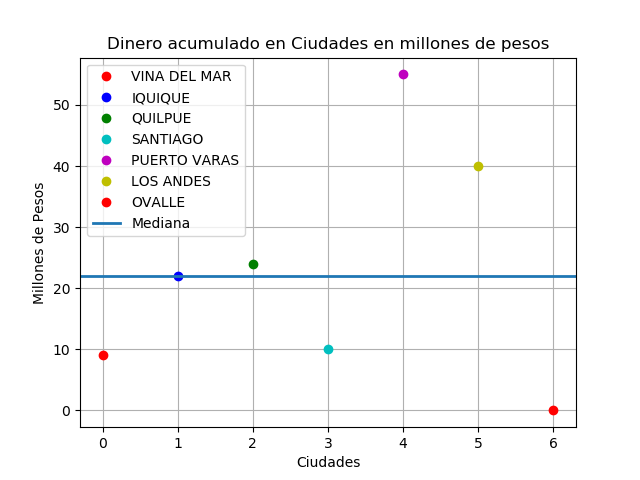 Dinero acumulado en Ciudades en millones de pesos
VINA DEL MAR
IQUIQUE
QUILPUE
SANTIAGO
PUERTO VARAS
LOS ANDES
OVALLE
Mediana
Millones de Pesos
50
40
30
20
10
0
0 1 2 3 4 5 6
Ciudades